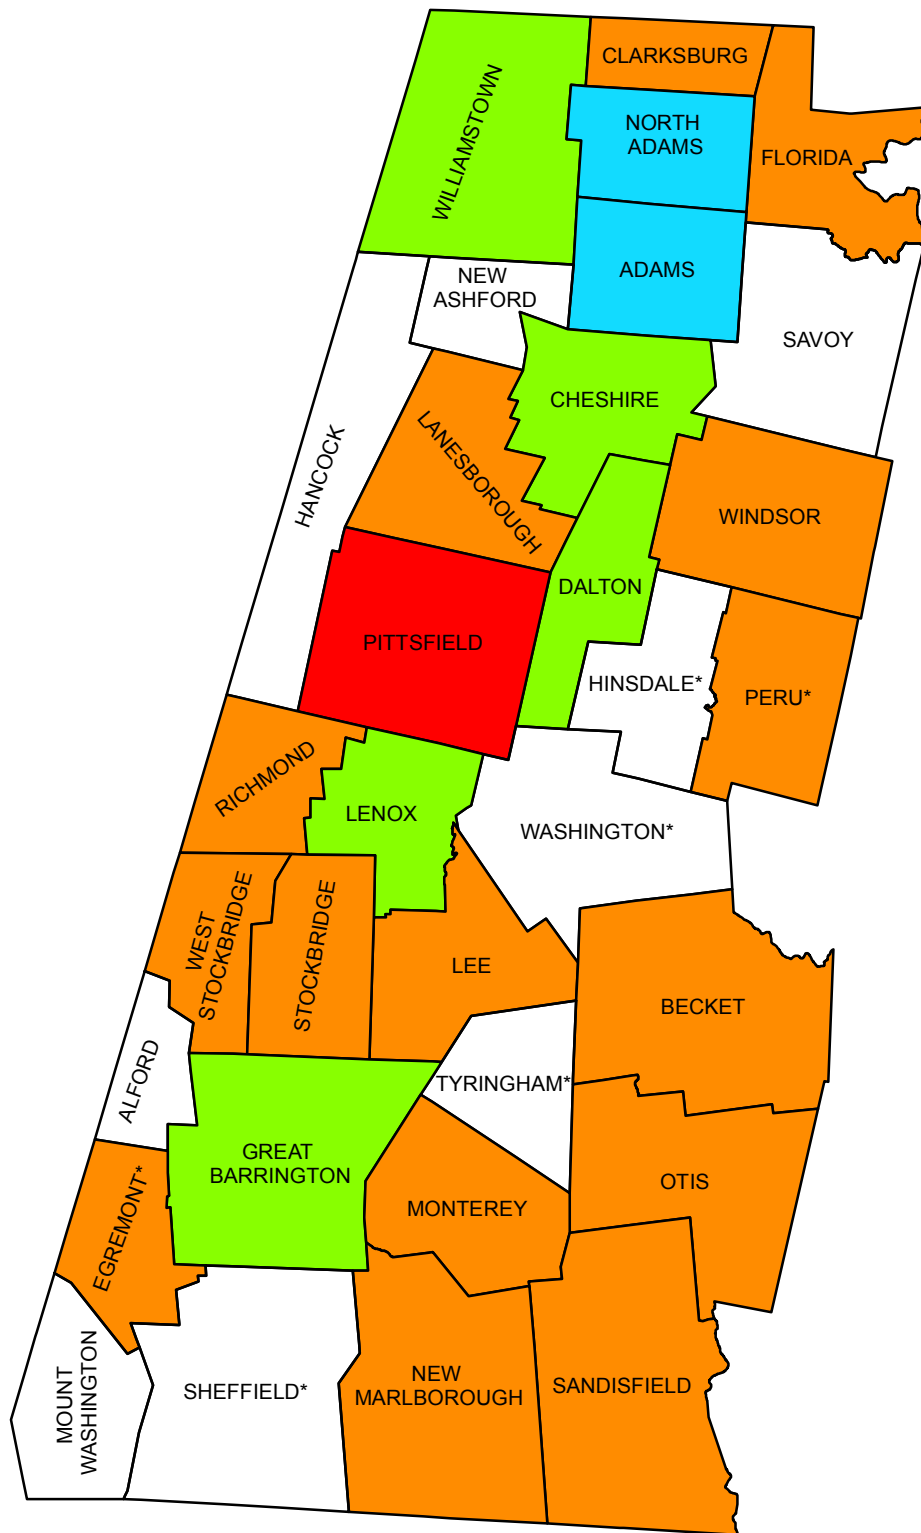 CLARKSBURG
WILLIAMSTOWN
NORTH
ADAMS
FLORIDA
ADAMS
NEW
ASHFORD
SAVOY
CHESHIRE
HANCOCK
LANESBOROUGH
WINDSOR
DALTON
PITTSFIELD
HINSDALE*
PERU*
RICHMOND
LENOX
WASHINGTON*
WEST
STOCKBRIDGE
STOCKBRIDGE
LEE
BECKET
ALFORD
TYRINGHAM*
GREAT
BARRINGTON
OTIS
MONTEREY
EGREMONT*
MOUNT
WASHINGTON
SHEFFIELD*
NEW
MARLBOROUGH
SANDISFIELD